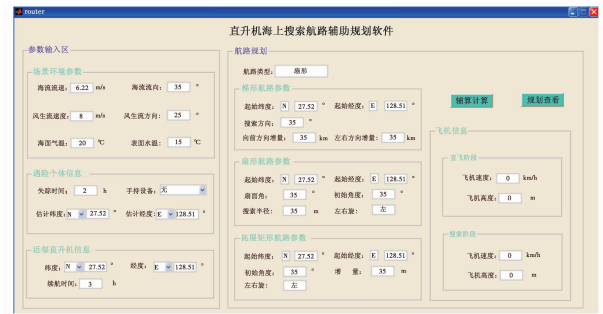 router
直升机海上搜索航路辅助规划软件
参数输入区
场景环境参数
海流流速： 6.22 m/s 海流流向： 35 °
风生流速度： 8 m/s 风生流方向： 25 °
海面气温： 20 ℃ 表面水温： 15 ℃
遇险个体信息
失踪时间： 2 h 手持设备： 无
估计纬度： N 27.52 ° 估计经度： E 128.51 °
近邻直升机信息
纬度： N 27.52 ° 经度： E 128.51 °
续航时间： 3 h
航路规划
航路类型： 扇形
梯形航路参数
起始纬度： N 27.52 ° 起始经度： E 128.51 °
搜索方向： 35 °
向前方向增量： 35 km 左右方向增量： 35 km
扇形航路参数
起始纬度： N 27.52 ° 起始经度： E 128.51 °
扇面角： 35 ° 初始角度： 35 °
搜索半径： 35 m 左右旋： 左
拓展矩形航路参数
起始纬度： N 27.52 ° 起始经度： E 128.51 °
初始角度： 35 ° 增 量： 35 m
左右旋： 左
辅算计算 规划查看
飞机信息
直飞阶段
飞机速度： 0 km/h
飞机高度： 0 m
搜索阶段
飞机速度： 0 km/h
飞机高度： 0 m